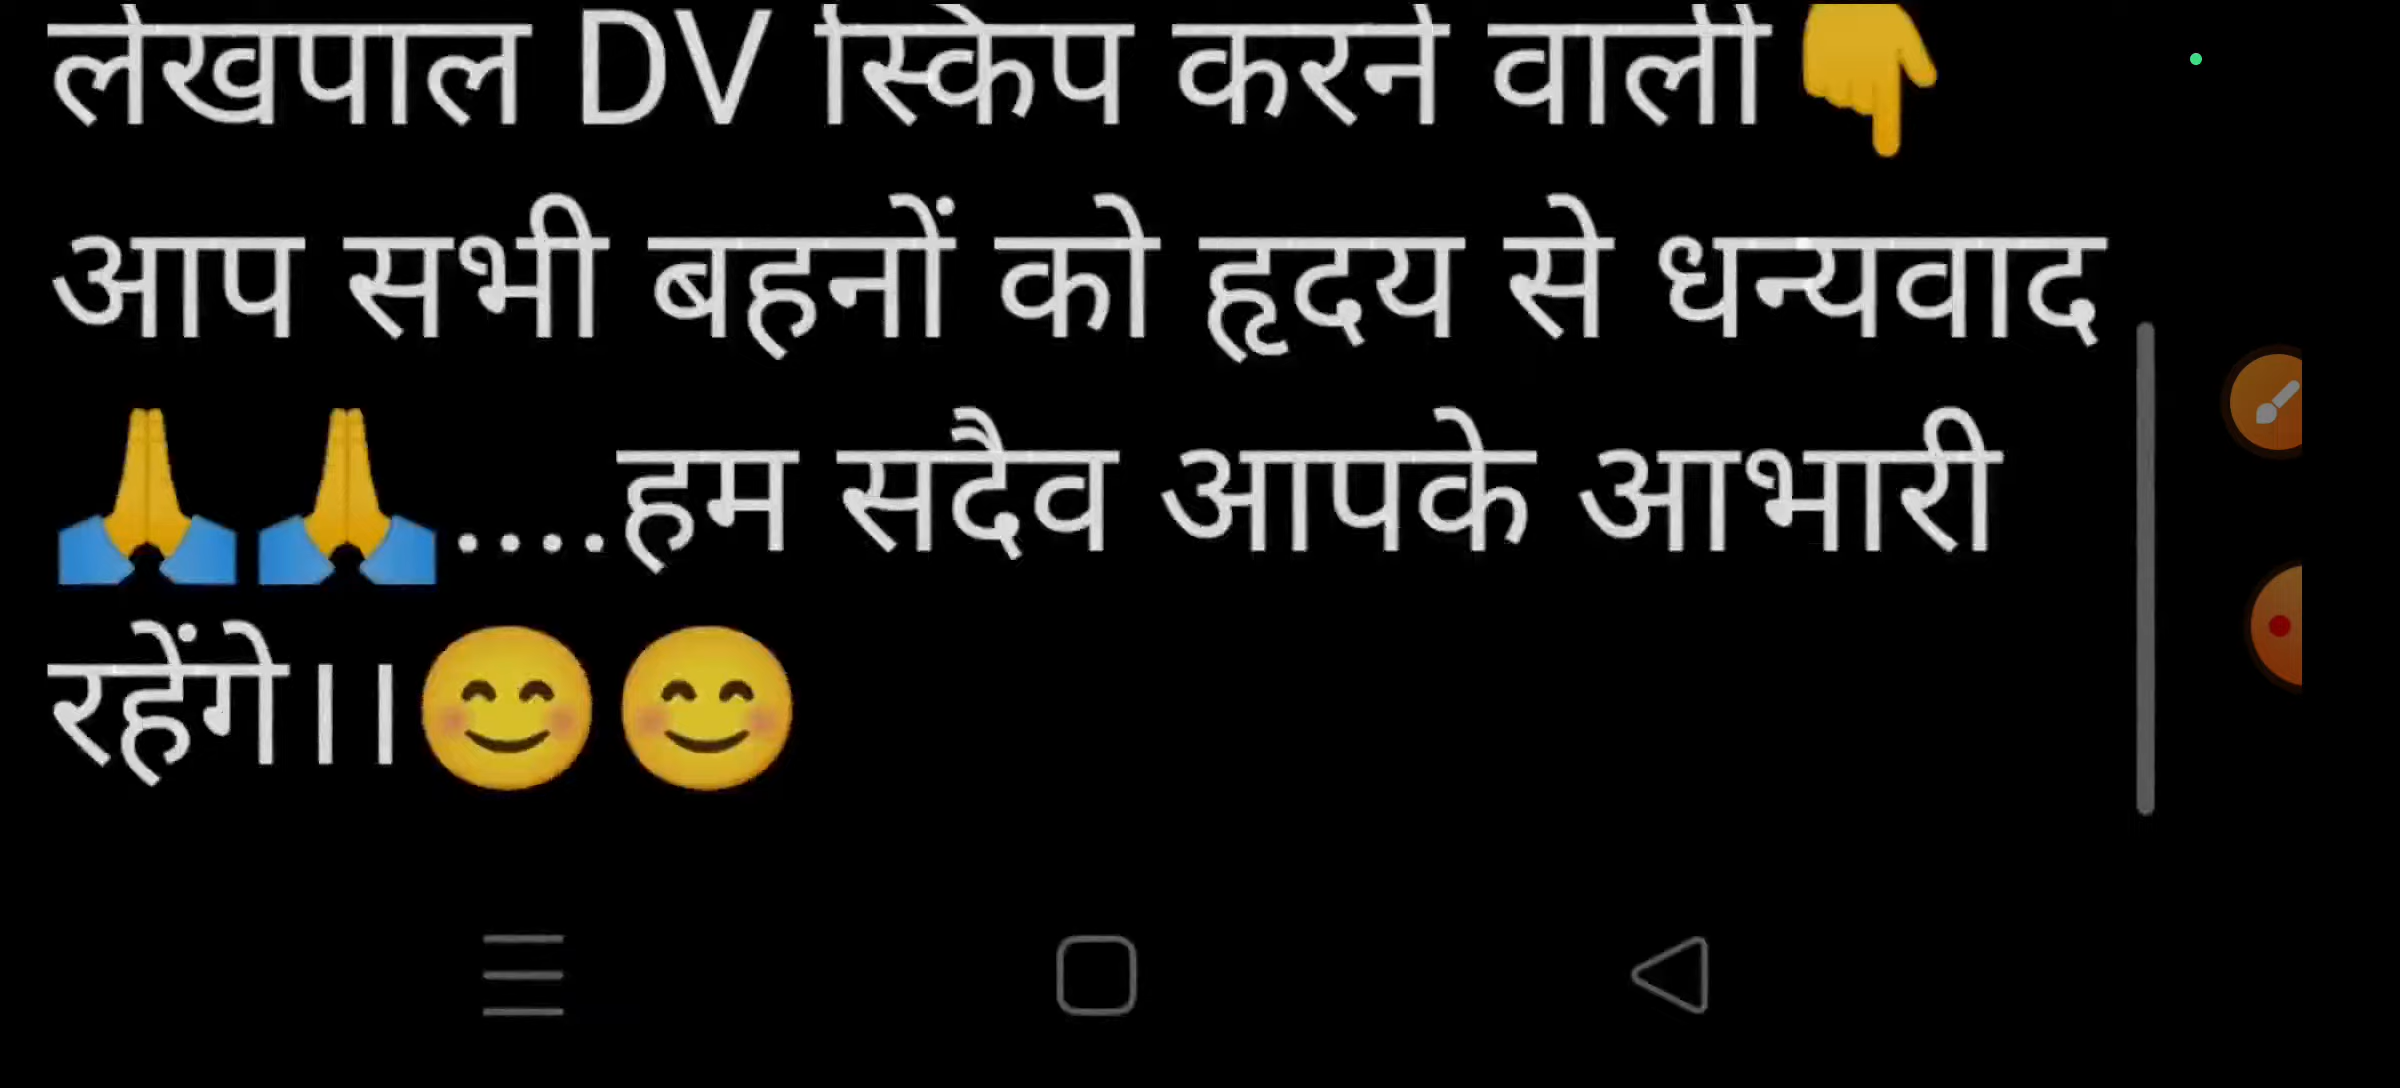 लेखपाल DV स्किप करने वाली 👇
आप सभी बहनों को हृदय से धन्यवाद
🙏🙏....हम सदैव आपके आभारी
रहेंगे।।😊😊